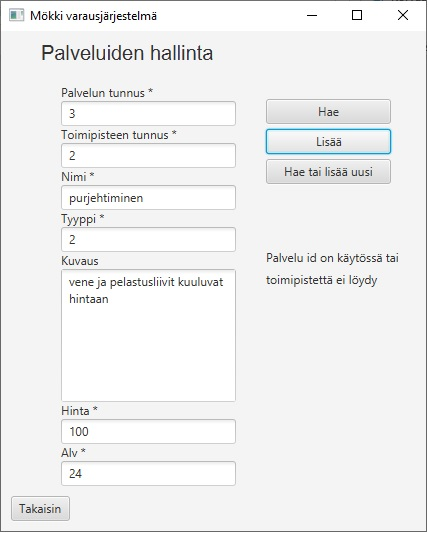 Mökki varausjärjestelmä
Palveluiden hallinta
Palvelun tunnus *
3
Toimipisteen tunnus *
2
Nimi *
purjehtiminen
Tyyppi *
2
Kuvaus
vene ja pelastusliivit kuuluvat
hintaan
Hinta *
100
Alv *
24
Hae
Lisää
Hae tai lisää uusi
Palvelu id on käytössä tai
toimipistettä ei löydy
Takaisin